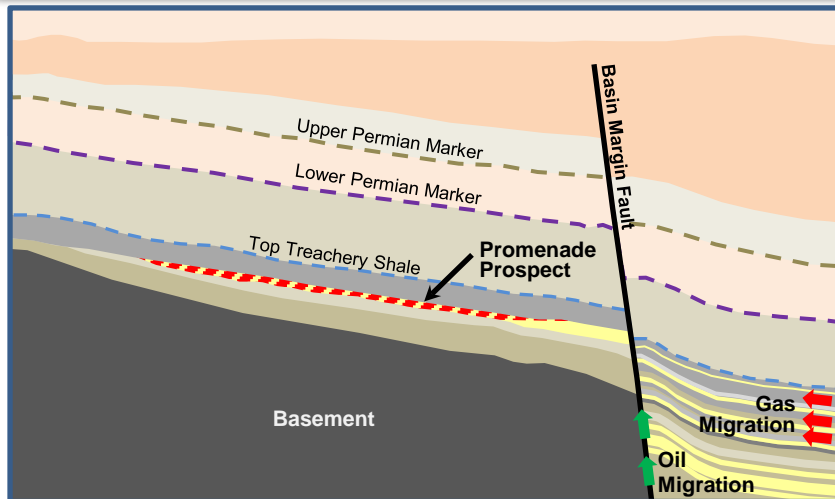 Basin Margin Fault
Upper Permian Marker
Lower Permian Marker
Top Treachery Shale
Promenade
Prospect
Basement
Gas
Migration
Oil
Migration